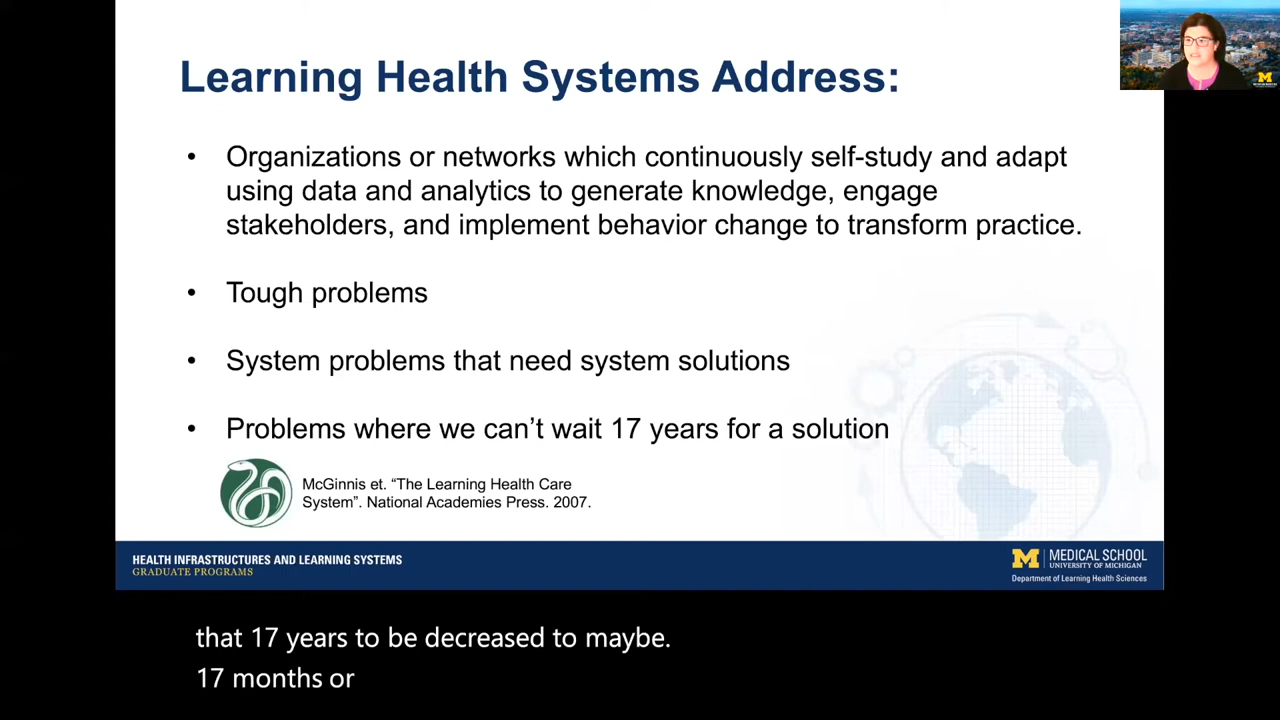 Learning Health Systems Address:
• Organizations or networks which continuously self-study and adapt
using data and analytics to generate knowledge, engage
stakeholders, and implement behavior change to transform practice.
• Tough problems
• System problems that need system solutions
• Problems where we can’t wait 17 years for a solution
McGinnis et. “The Learning Health Care
System”. National Academies Press. 2007.
HEALTH INFRASTRUCTURES AND LEARNING SYSTEMS
GRADUATE PROGRAMS
M | MEDICAL SCHOOL
UNIVERSITY OF MICHIGAN
Department of Learning Health Sciences
that 17 years to be decreased to maybe.
17 months or
M